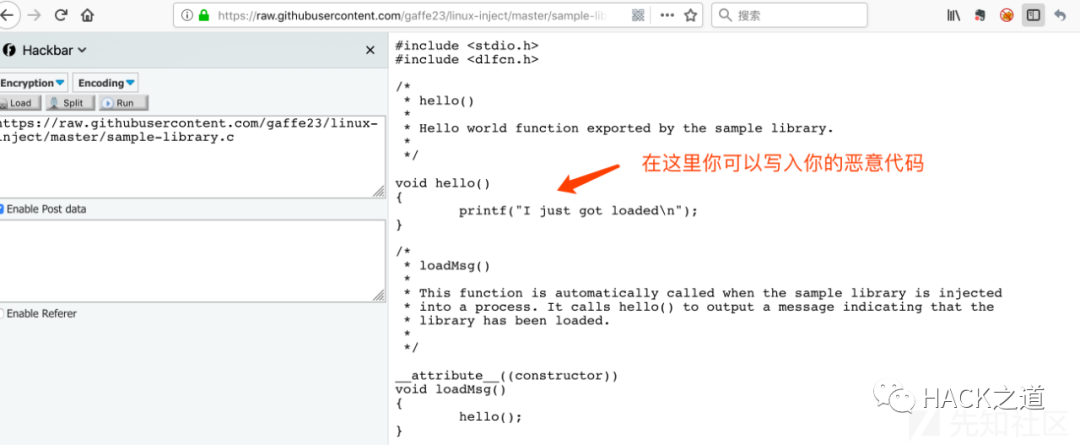 https://raw.githubusercontent.com/gaffe23/linux-inject/master/sample-lib
搜索
Hackbar
Encryption
Encoding
Load
Split
Run
https://raw.githubusercontent.com/gaffe23/linux-
inject/master/sample-library.c
Enable Post data
Enable Referer
#include <stdio.h>
#include <dlfcn.h>
/*
* hello()
*
* Hello world function exported by the sample library.
*
*/
void hello()
{
printf("I just got loaded\n");
}
在这里你可以写入你的恶意代码
/*
* loadMsg()
*
* This function is automatically called when the sample library is injected
* into a process. It calls hello() to output a message indicating that the
* library has been loaded.
*
*/
__attribute__((constructor))
void loadMsg()
{
hello();
}
HACK之道
先知社区